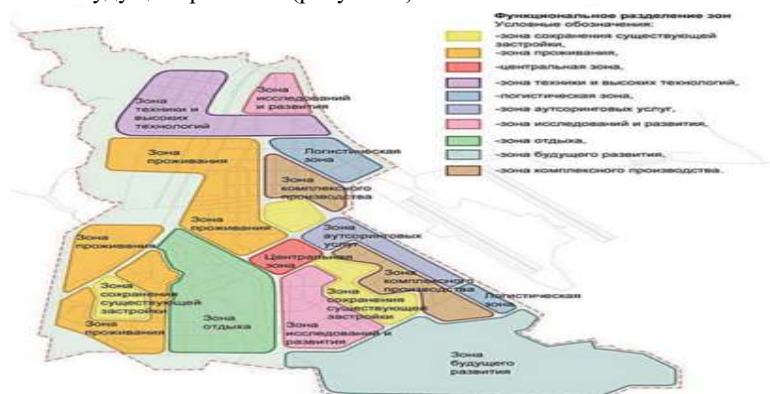 Функциональное разделение зон
Условные обозначения:
-зона сохранения существующей
застройки,
-зона проживания,
-центральная зона,
-зона техники и высоких технологий,
-логистическая зона,
-зона аутсоринговых услуг,
-зона исследований и развития,
-зона отдыха,
-зона будущего развития,
-зона комплексного производства.
Зона
техники и
высоких
технологий
Зона
исследований
и развития
Зона
проживания
Логистическая
зона
Зона
комплексного
производства
Зона
проживания
Зона
проживания
Зона
аутсоринговых
услуг
Центральная
зона
Зона
комплексного
производства
Зона
сохранения
существующей
застройки
Зона
сохранения
существующей
застройки
Логистическая
зона
Зона
проживания
Зона
отдыха
Зона
исследований и
развития
Зона
будущего
развития